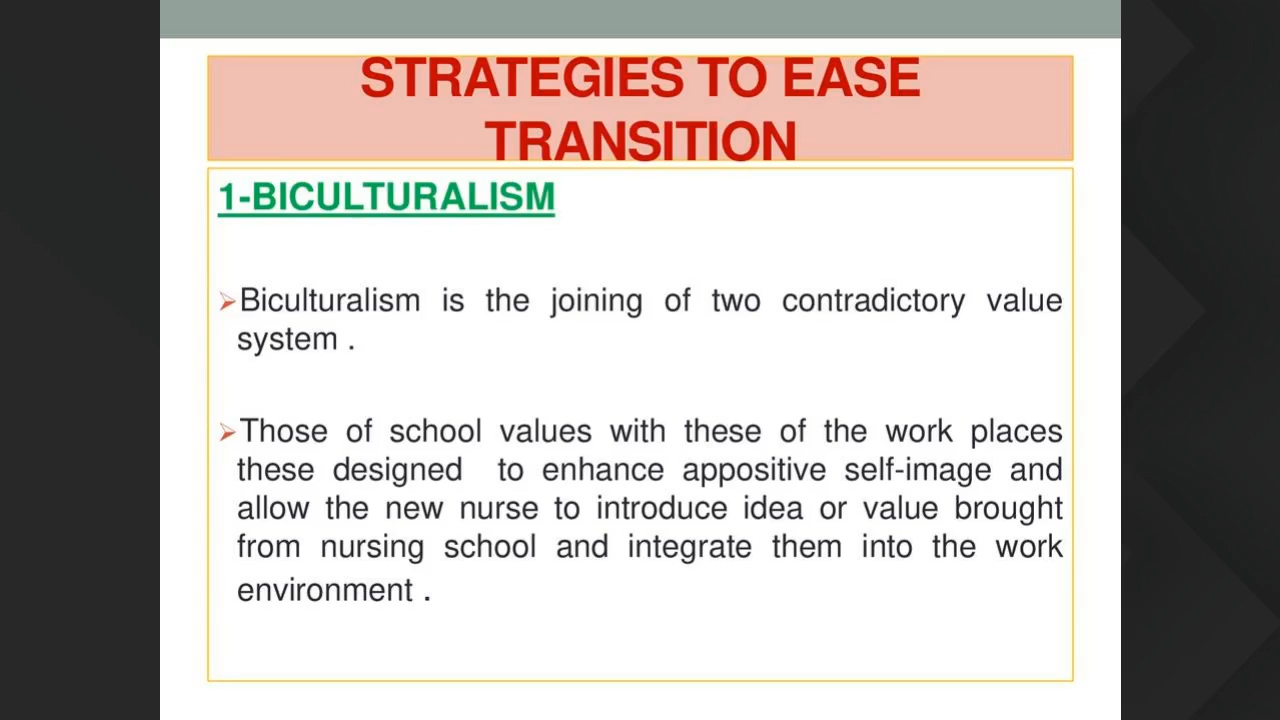 STRATEGIES TO EASE
TRANSITION
1-BICULTURALISM
➢Biculturalism is the joining of two contradictory value
system .
➢Those of school values with these of the work places
these designed to enhance appositive self-image and
allow the new nurse to introduce idea or value brought
from nursing school and integrate them into the work
environment .